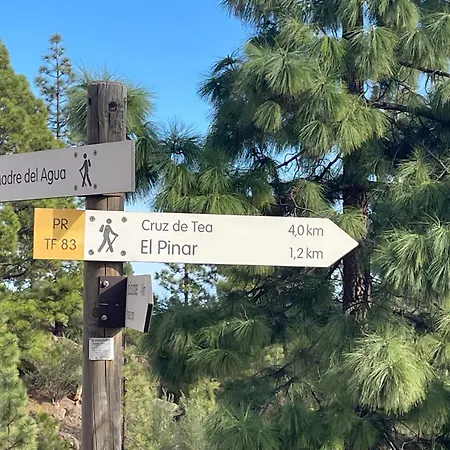 adre del Agua
PR
TF 83
Cruz de Tea 4,0 km
El Pinar 1,2 km